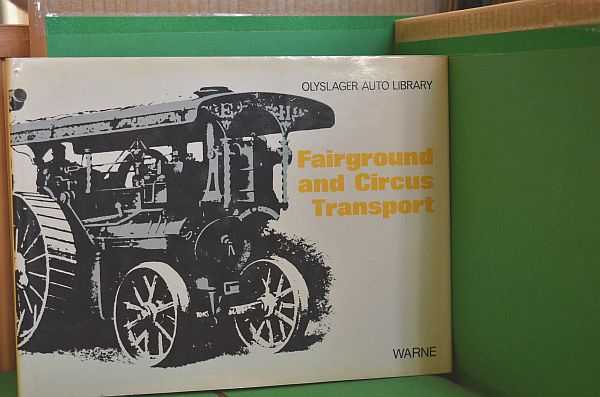 OLYSLAGER AUTO LIBRARY
Fairground
and Circus
Transport
WARNE